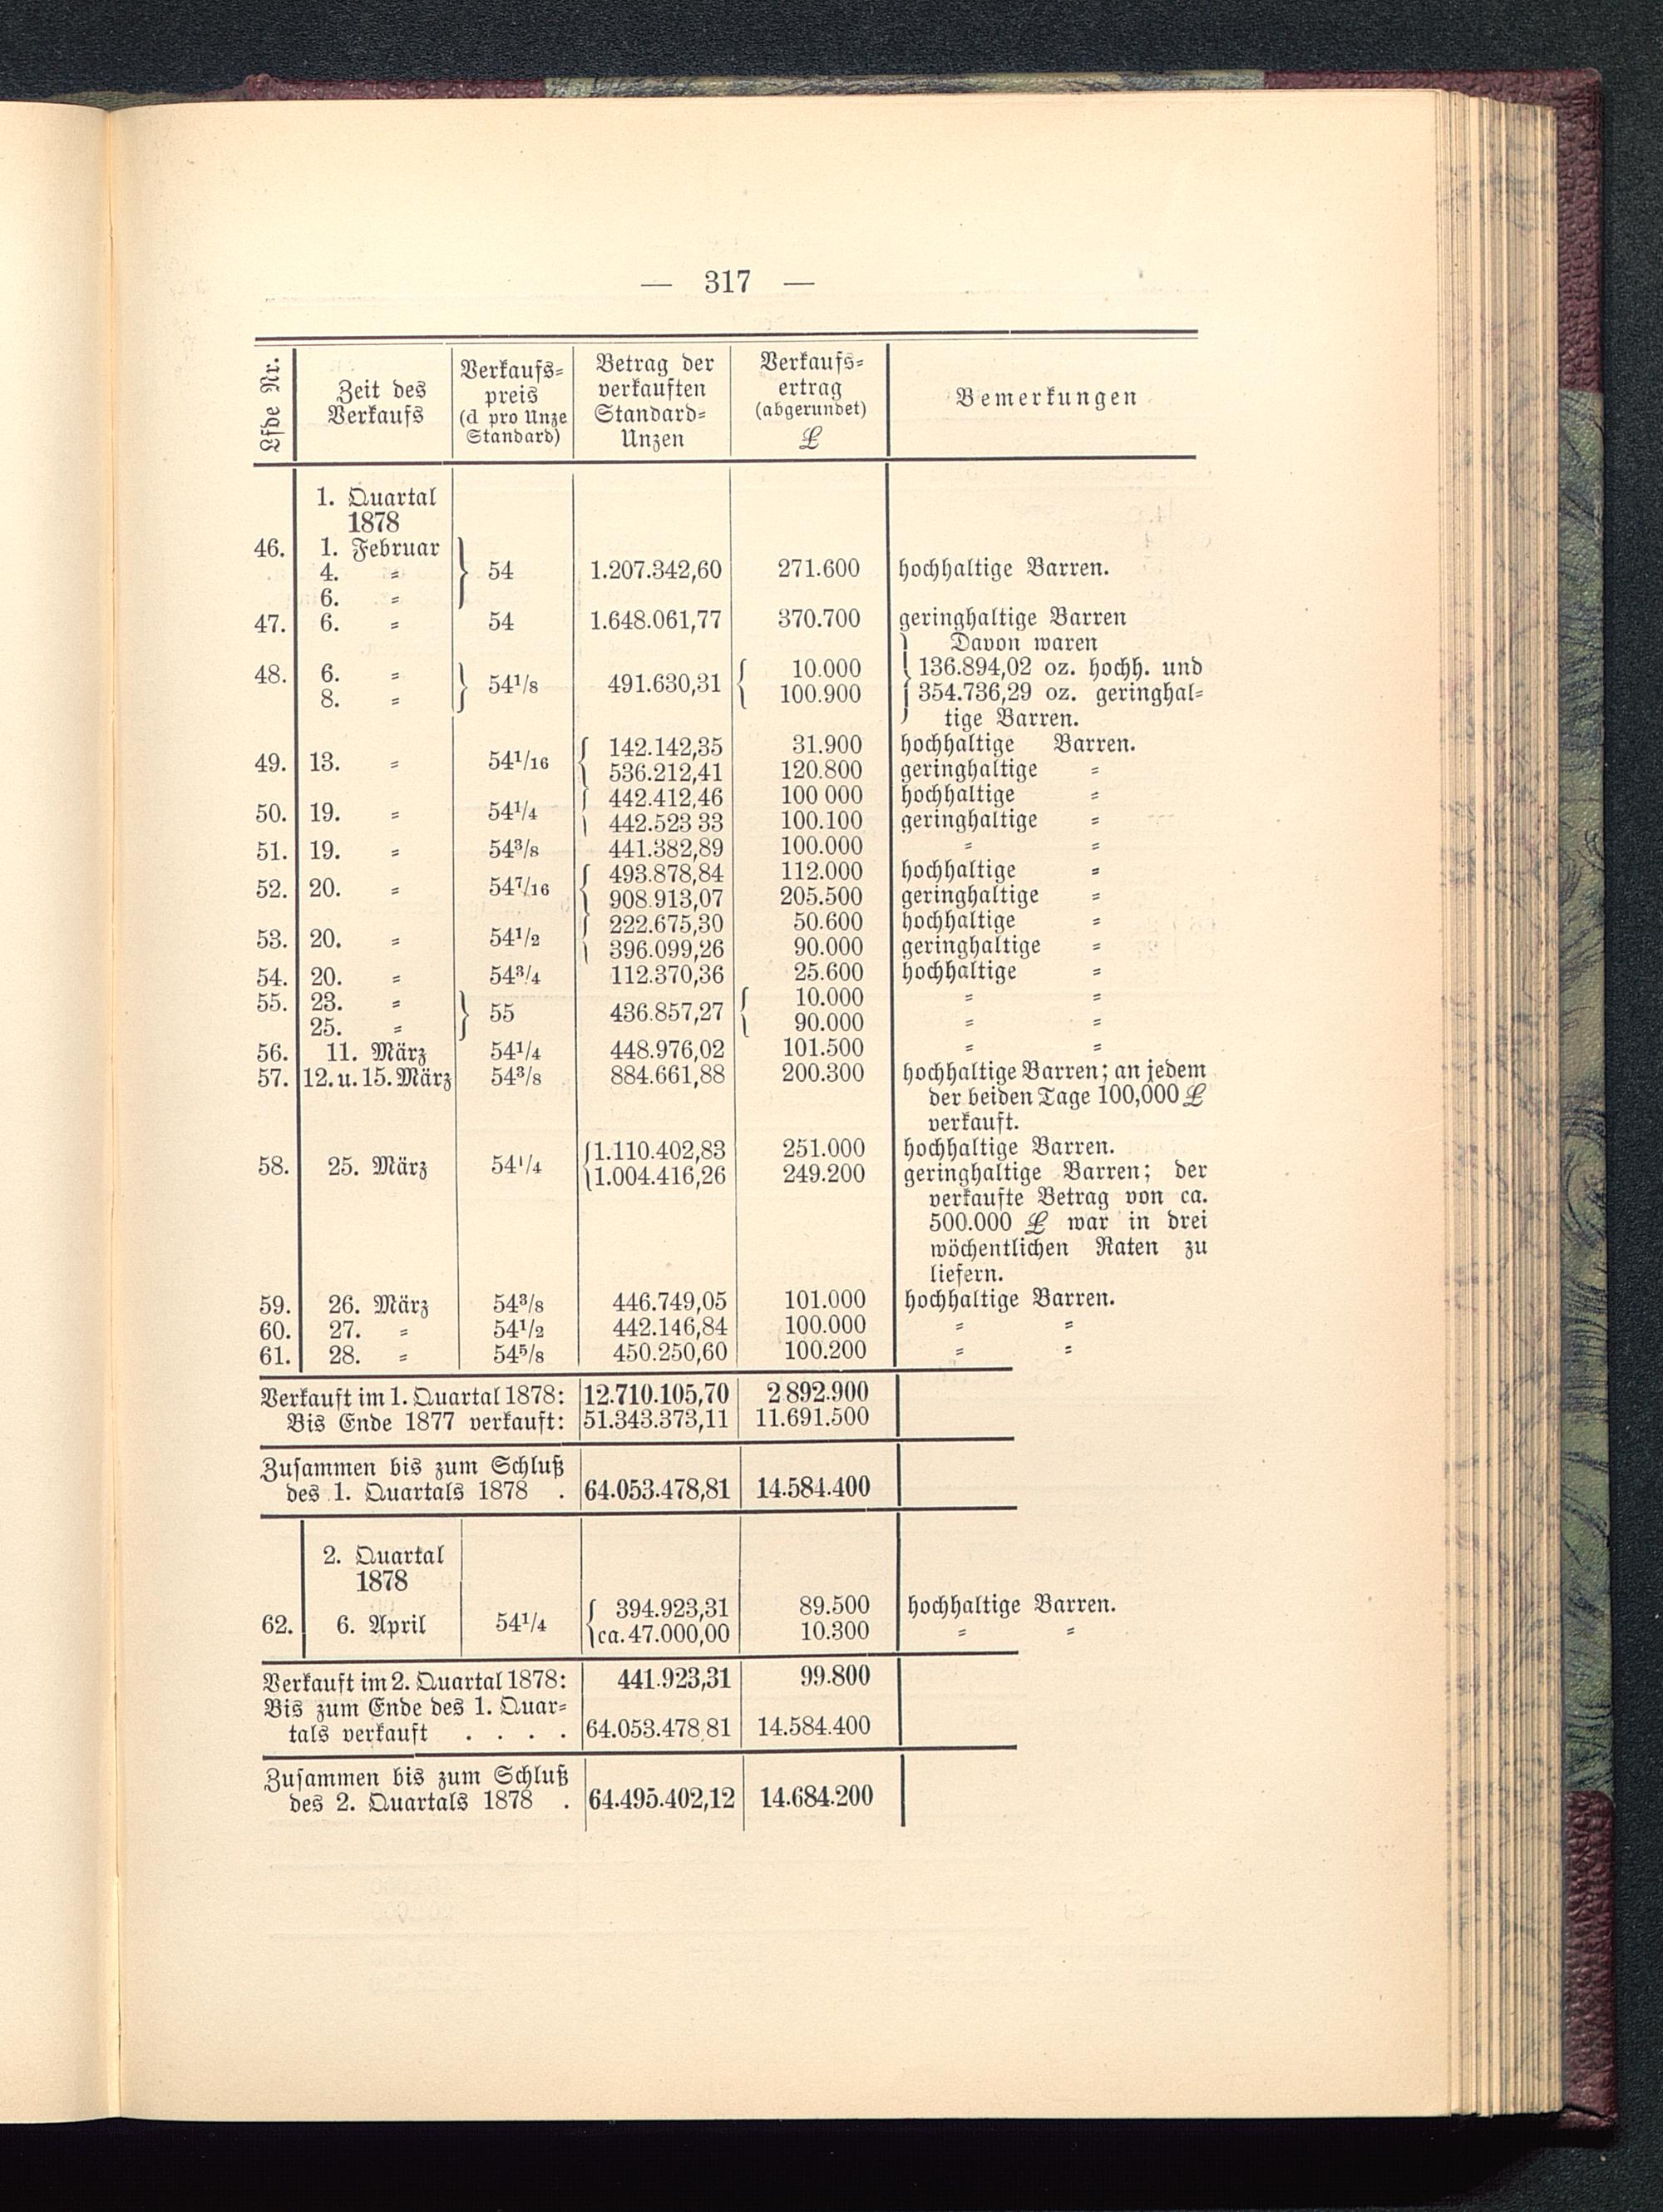 — 317 —
Lfde Nr. Zeit des Verkaufs Verkaufs=preis (d pro Unze Standard) Betrag der verkauften Standard=Unzen Verkaufs=ertrag (abgerundet) £ Bemerkungen
1. Quartal
1878
46. 1. Februar
4. " } 54 1.207.342,60 271.600 hochhaltige Barren.
6. "
47. 6. " 54 1.648.061,77 370.700 geringhaltige Barren
Davon waren
48. 6. " 10.000 136.894,02 oz. hochh. und
} 54¹/8 491.630,31 {
8. " 100.900 354.736,29 oz. geringhal=
tige Barren.
{ 142.142,35 31.900 hochhaltige Barren.
49. 13. " 54¹/16
536.212,41 120.800 geringhaltige "
{ 442.412,46 100 000 hochhaltige "
50. 19. " 54¹/4
442.523 33 100.100 geringhaltige "
51. 19. " 54³/8 441.382,89 100.000 " "
{ 493.878,84 112.000 hochhaltige "
52. 20. " 54⁷/16
908.913,07 205.500 geringhaltige "
{ 222.675,30 50.600 hochhaltige "
53. 20. " 54¹/2
396.099,26 90.000 geringhaltige "
54. 20. " 54³/4 112.370,36 25.600 hochhaltige "
55. 23. " 10.000 " "
} 55 436.857,27 {
25. " 90.000 " "
56. 11. März 54¹/4 448.976,02 101.500 " "
57. 12. u. 15. März 54³/8 884.661,88 200.300 hochhaltige Barren; an jedem
der beiden Tage 100,000 £
verkauft.
{1.110.402,83 251.000 hochhaltige Barren.
58. 25. März 54¹/4
1.004.416,26 249.200 geringhaltige Barren; der
verkaufte Betrag von ca.
500.000 £ war in drei
wöchentlichen Raten zu
liefern.
59. 26. März 54³/8 446.749,05 101.000 hochhaltige Barren.
60. 27. " 54¹/2 442.146,84 100.000 " "
61. 28. " 54⁵/8 450.250,60 100.200 " "
Verkauft im 1. Quartal 1878: 12.710.105,70 2 892.900
Bis Ende 1877 verkauft: 51.343.373,11 11.691.500
Zusammen bis zum Schluß
des 1. Quartals 1878 . 64.053.478,81 14.584.400
2. Quartal
1878
{ 394.923,31 89.500 hochhaltige Barren.
62. 6. April 54¹/4
ca. 47.000,00 10.300 " "
Verkauft im 2. Quartal 1878: 441.923,31 99.800
Bis zum Ende des 1. Quar=
tals verkauft . . . . 64.053.478,81 14.584.400
Zusammen bis zum Schluß
des 2. Quartals 1878 . 64.495.402,12 14.684.200